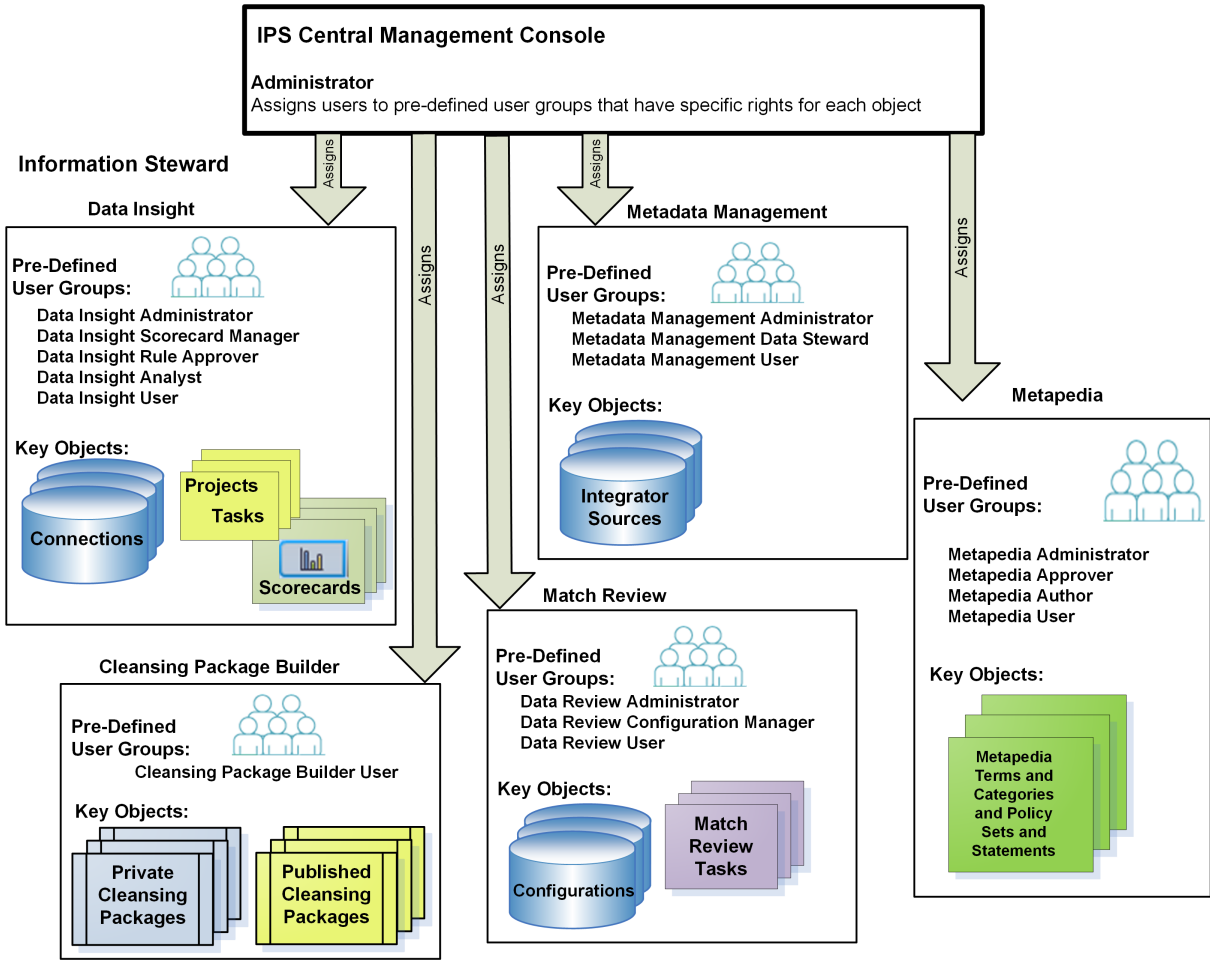 IPS Central Management Console
Administrator
Assigns users to pre-defined user groups that have specific rights for each object
Assigns
Assigns
Assigns
Assigns
Assigns
Information Steward
Data Insight
Pre-Defined
User Groups:
Data Insight Administrator
Data Insight Scorecard Manager
Data Insight Rule Approver
Data Insight Analyst
Data Insight User
Key Objects:
Connections
Projects
Tasks
Scorecards
Metadata Management
Pre-Defined
User Groups:
Metadata Management Administrator
Metadata Management Data Steward
Metadata Management User
Key Objects:
Integrator
Sources
Metapedia
Pre-Defined
User Groups:
Metapedia Administrator
Metapedia Approver
Metapedia Author
Metapedia User
Key Objects:
Metapedia
Terms and
Categories
and Policy
Sets and
Statements
Cleansing Package Builder
Pre-Defined
User Groups:
Cleansing Package Builder User
Key Objects:
Private
Cleansing
Packages
Published
Cleansing
Packages
Match Review
Pre-Defined
User Groups:
Data Review Administrator
Data Review Configuration Manager
Data Review User
Key Objects:
Configurations
Match
Review
Tasks